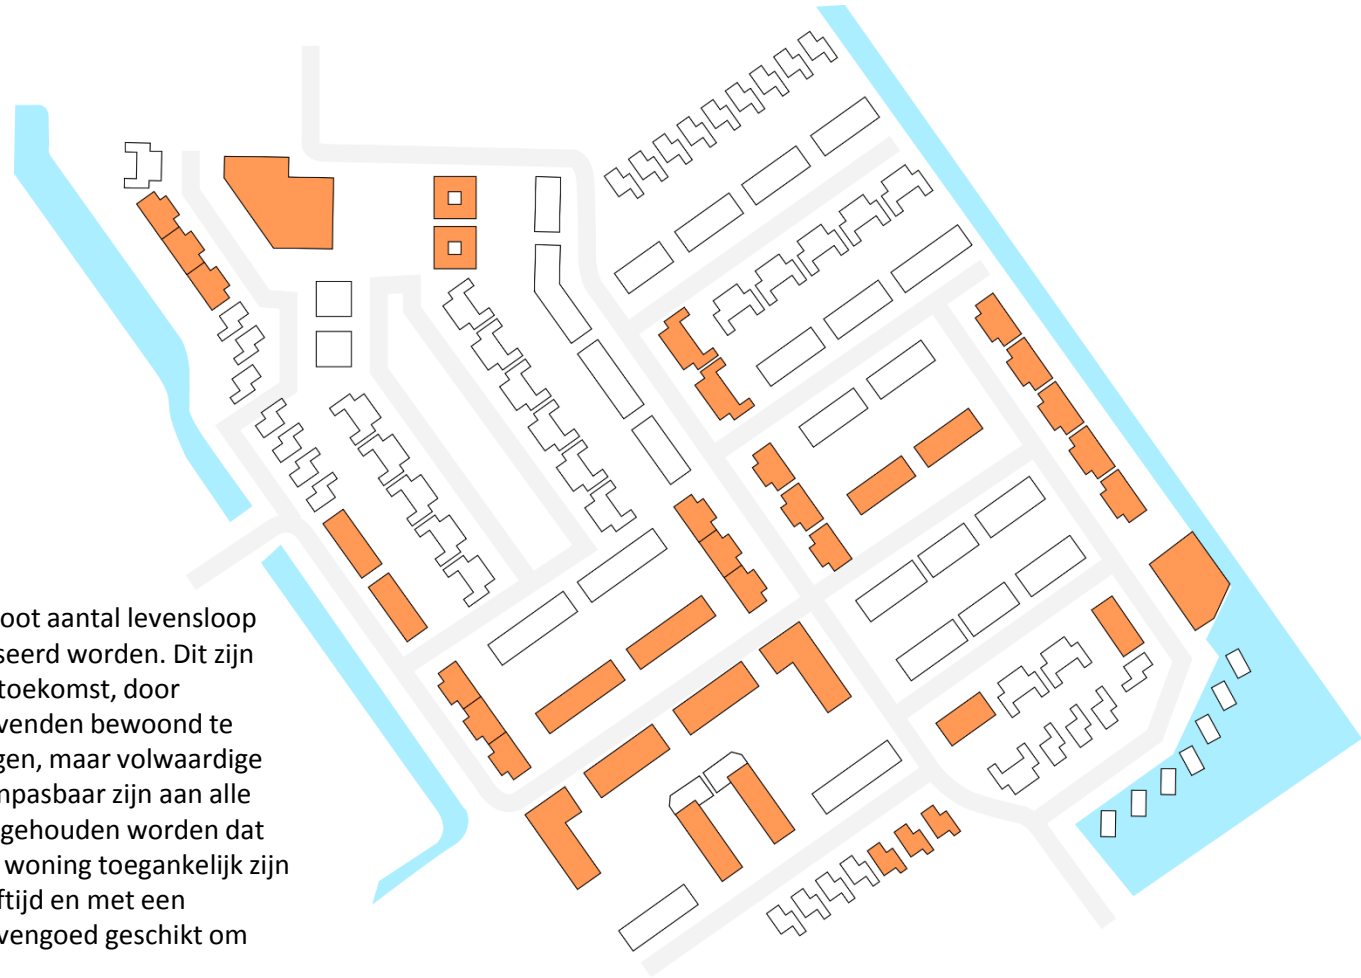 oot aantal levensloop
seerd worden. Dit zijn
toekomst, door
venden bewoond te
gen, maar volwaardige
npasbaar zijn aan alle
gehouden worden dat
woning toegankelijk zijn
ftijd en met een
vengoed geschikt om